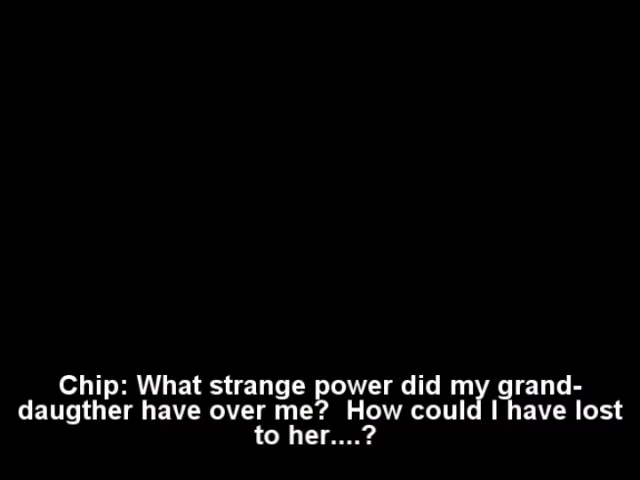 Chip: What strange power did my grand-
daugther have over me?  How could I have lost
to her....?